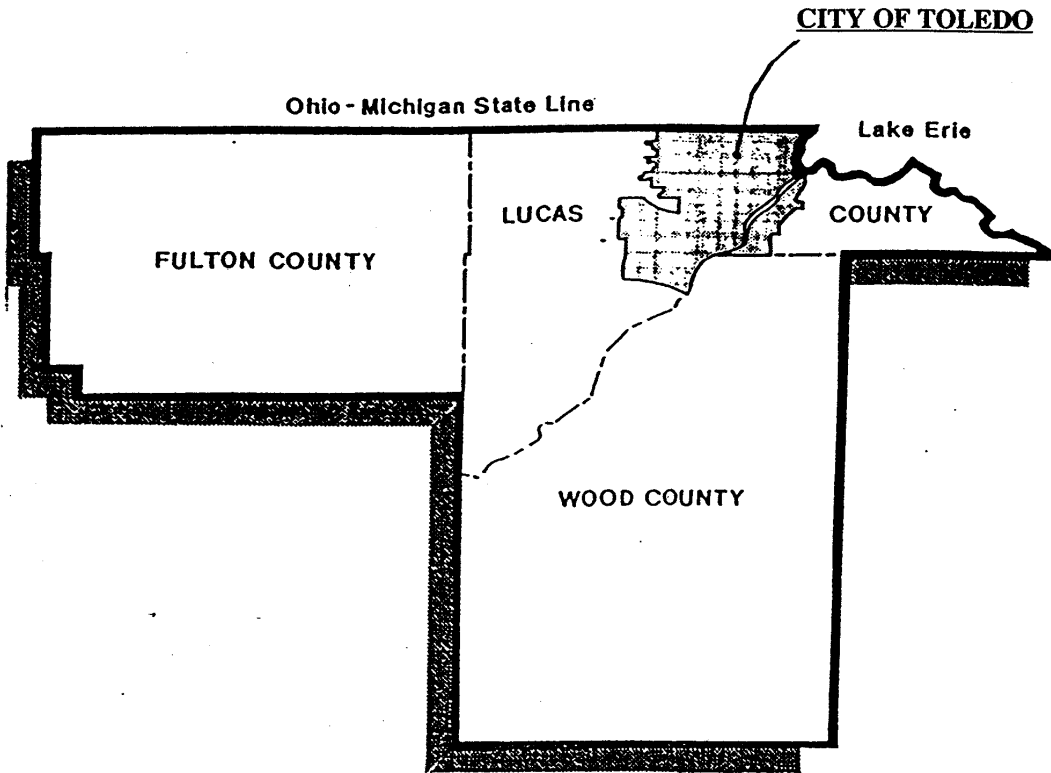 CITY OF TOLEDO
Ohio - Michigan State Line
Lake Erie
LUCAS COUNTY
FULTON COUNTY
WOOD COUNTY